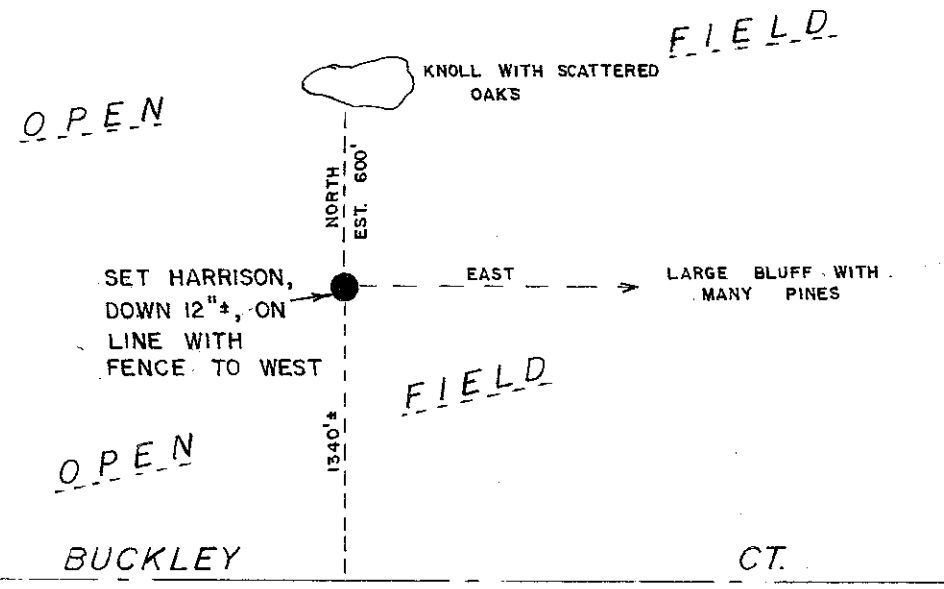 FIELD
KNOLL WITH SCATTERED
OAKS
OPEN
NORTH
EST. 600'
SET HARRISON,
DOWN 12"±, ON
LINE WITH
FENCE TO WEST
EAST
LARGE BLUFF WITH
MANY PINES
FIELD
1340'±
OPEN
BUCKLEY CT.